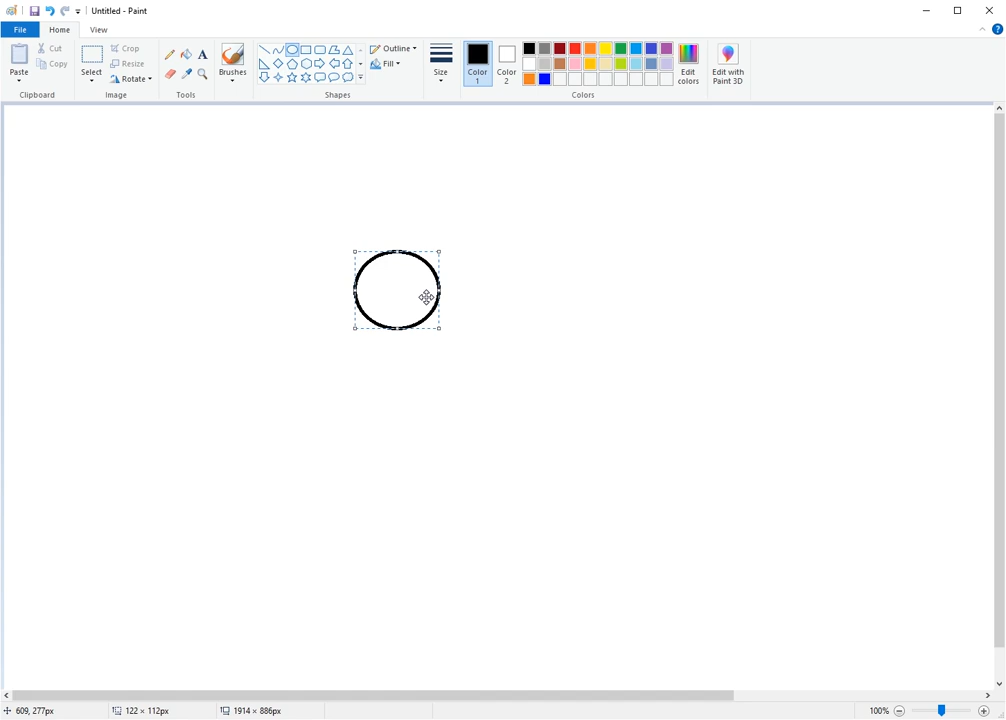 Untitled - Paint
File Home View
Paste
Cut
Copy
Clipboard
Select
Crop
Resize
Rotate
Image
A
Tools
Brushes
Outline
Fill
Shapes
Size
Color 1
Color 2
Edit colors
Colors
Edit with Paint 3D
609, 277px
122 × 112px
1914 × 886px
100%